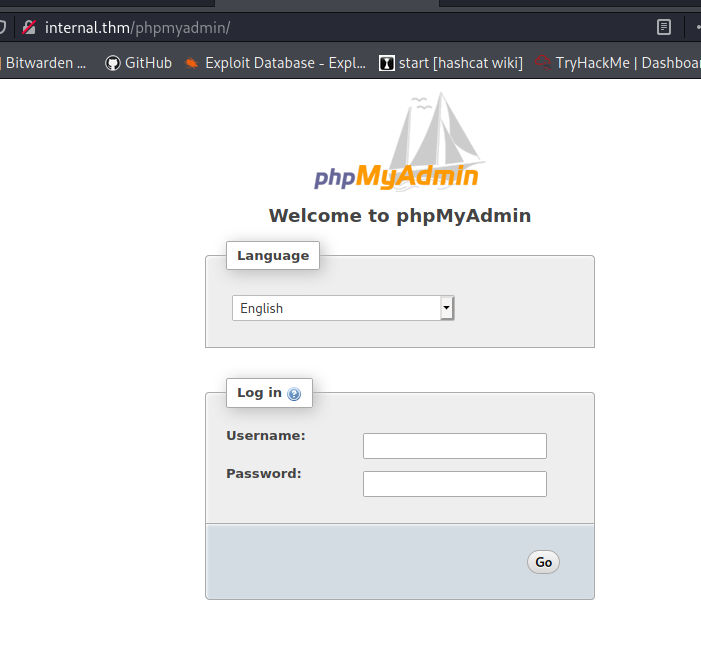 internal.thm/phpmyadmin/
Bitwarden ... GitHub Exploit Database - Expl... start [hashcat wiki] TryHackMe | Dashboar
phpMyAdmin
Welcome to phpMyAdmin
Language
English
Log in
Username:
Password:
Go